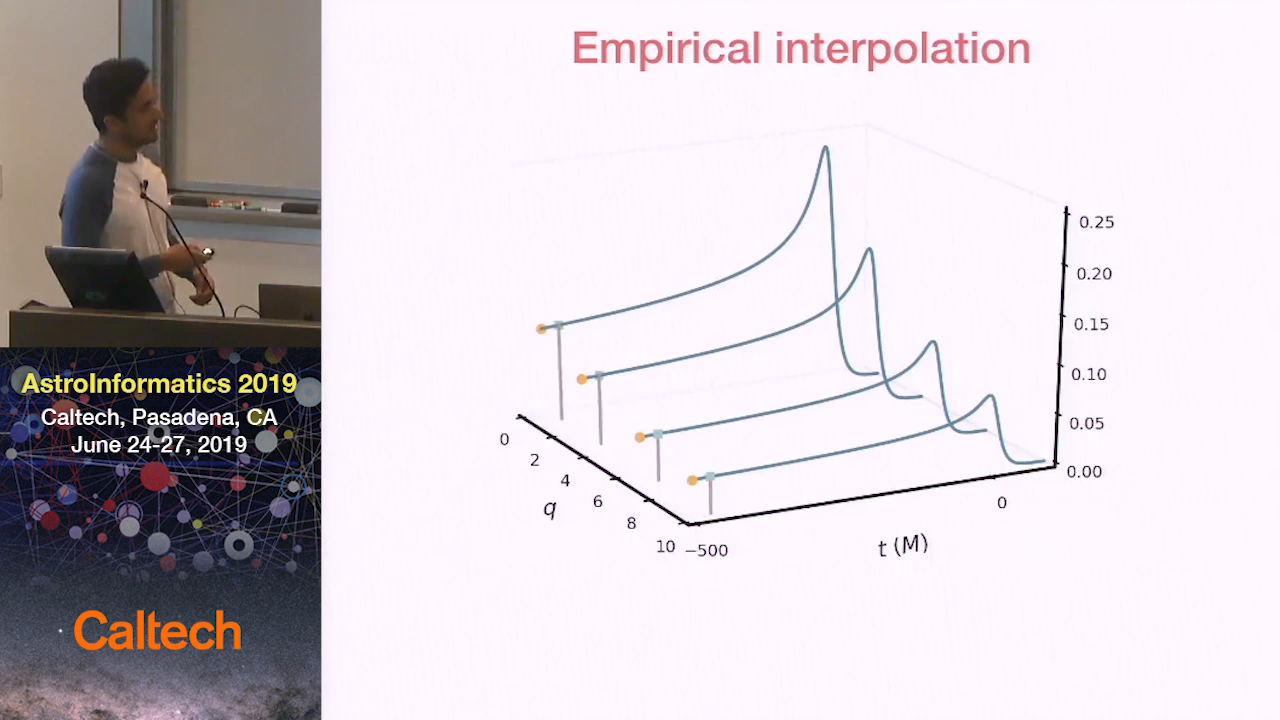 Empirical interpolation
0.25
0.20
0.15
0.10
0.05
0.00
0
2
4
6
8
10
q
−500
0
t (M)
AstroInformatics 2019
Caltech, Pasadena, CA
June 24-27, 2019
Caltech